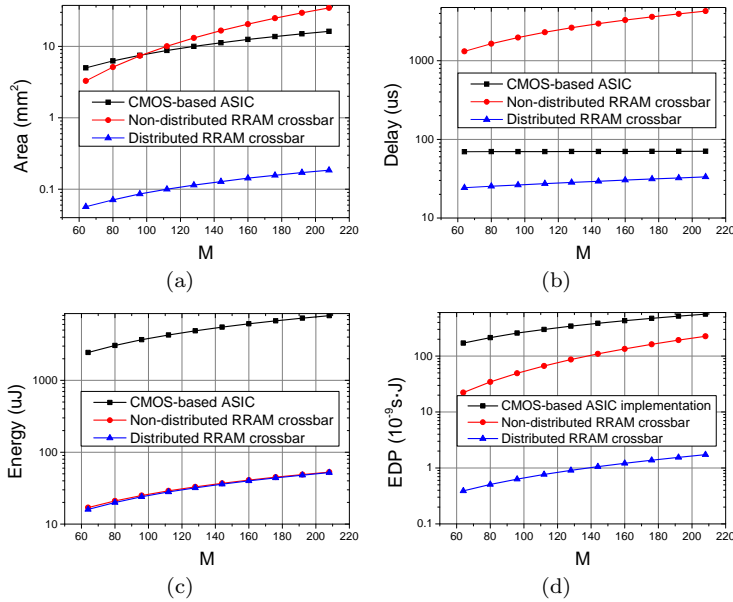 10
1
0.1
Area (mm²)
CMOS-based ASIC
Non-distributed RRAM crossbar
Distributed RRAM crossbar
60 80 100 120 140 160 180 200 220
M
(a)
1000
100
10
Delay (us)
CMOS-based ASIC
Non-distributed RRAM crossbar
Distributed RRAM crossbar
60 80 100 120 140 160 180 200 220
M
(b)
1000
100
10
Energy (uJ)
CMOS-based ASIC
Non-distributed RRAM crossbar
Distributed RRAM crossbar
60 80 100 120 140 160 180 200 220
M
(c)
100
10
1
0.1
EDP (10⁻⁹s·J)
CMOS-based ASIC implementation
Non-distributed RRAM crossbar
Distributed RRAM crossbar
60 80 100 120 140 160 180 200 220
M
(d)